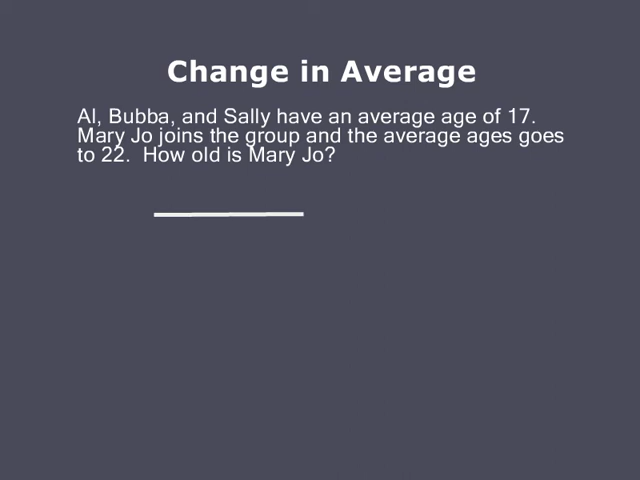 Change in Average
Al, Bubba, and Sally have an average age of 17.
Mary Jo joins the group and the average ages goes
to 22.  How old is Mary Jo?